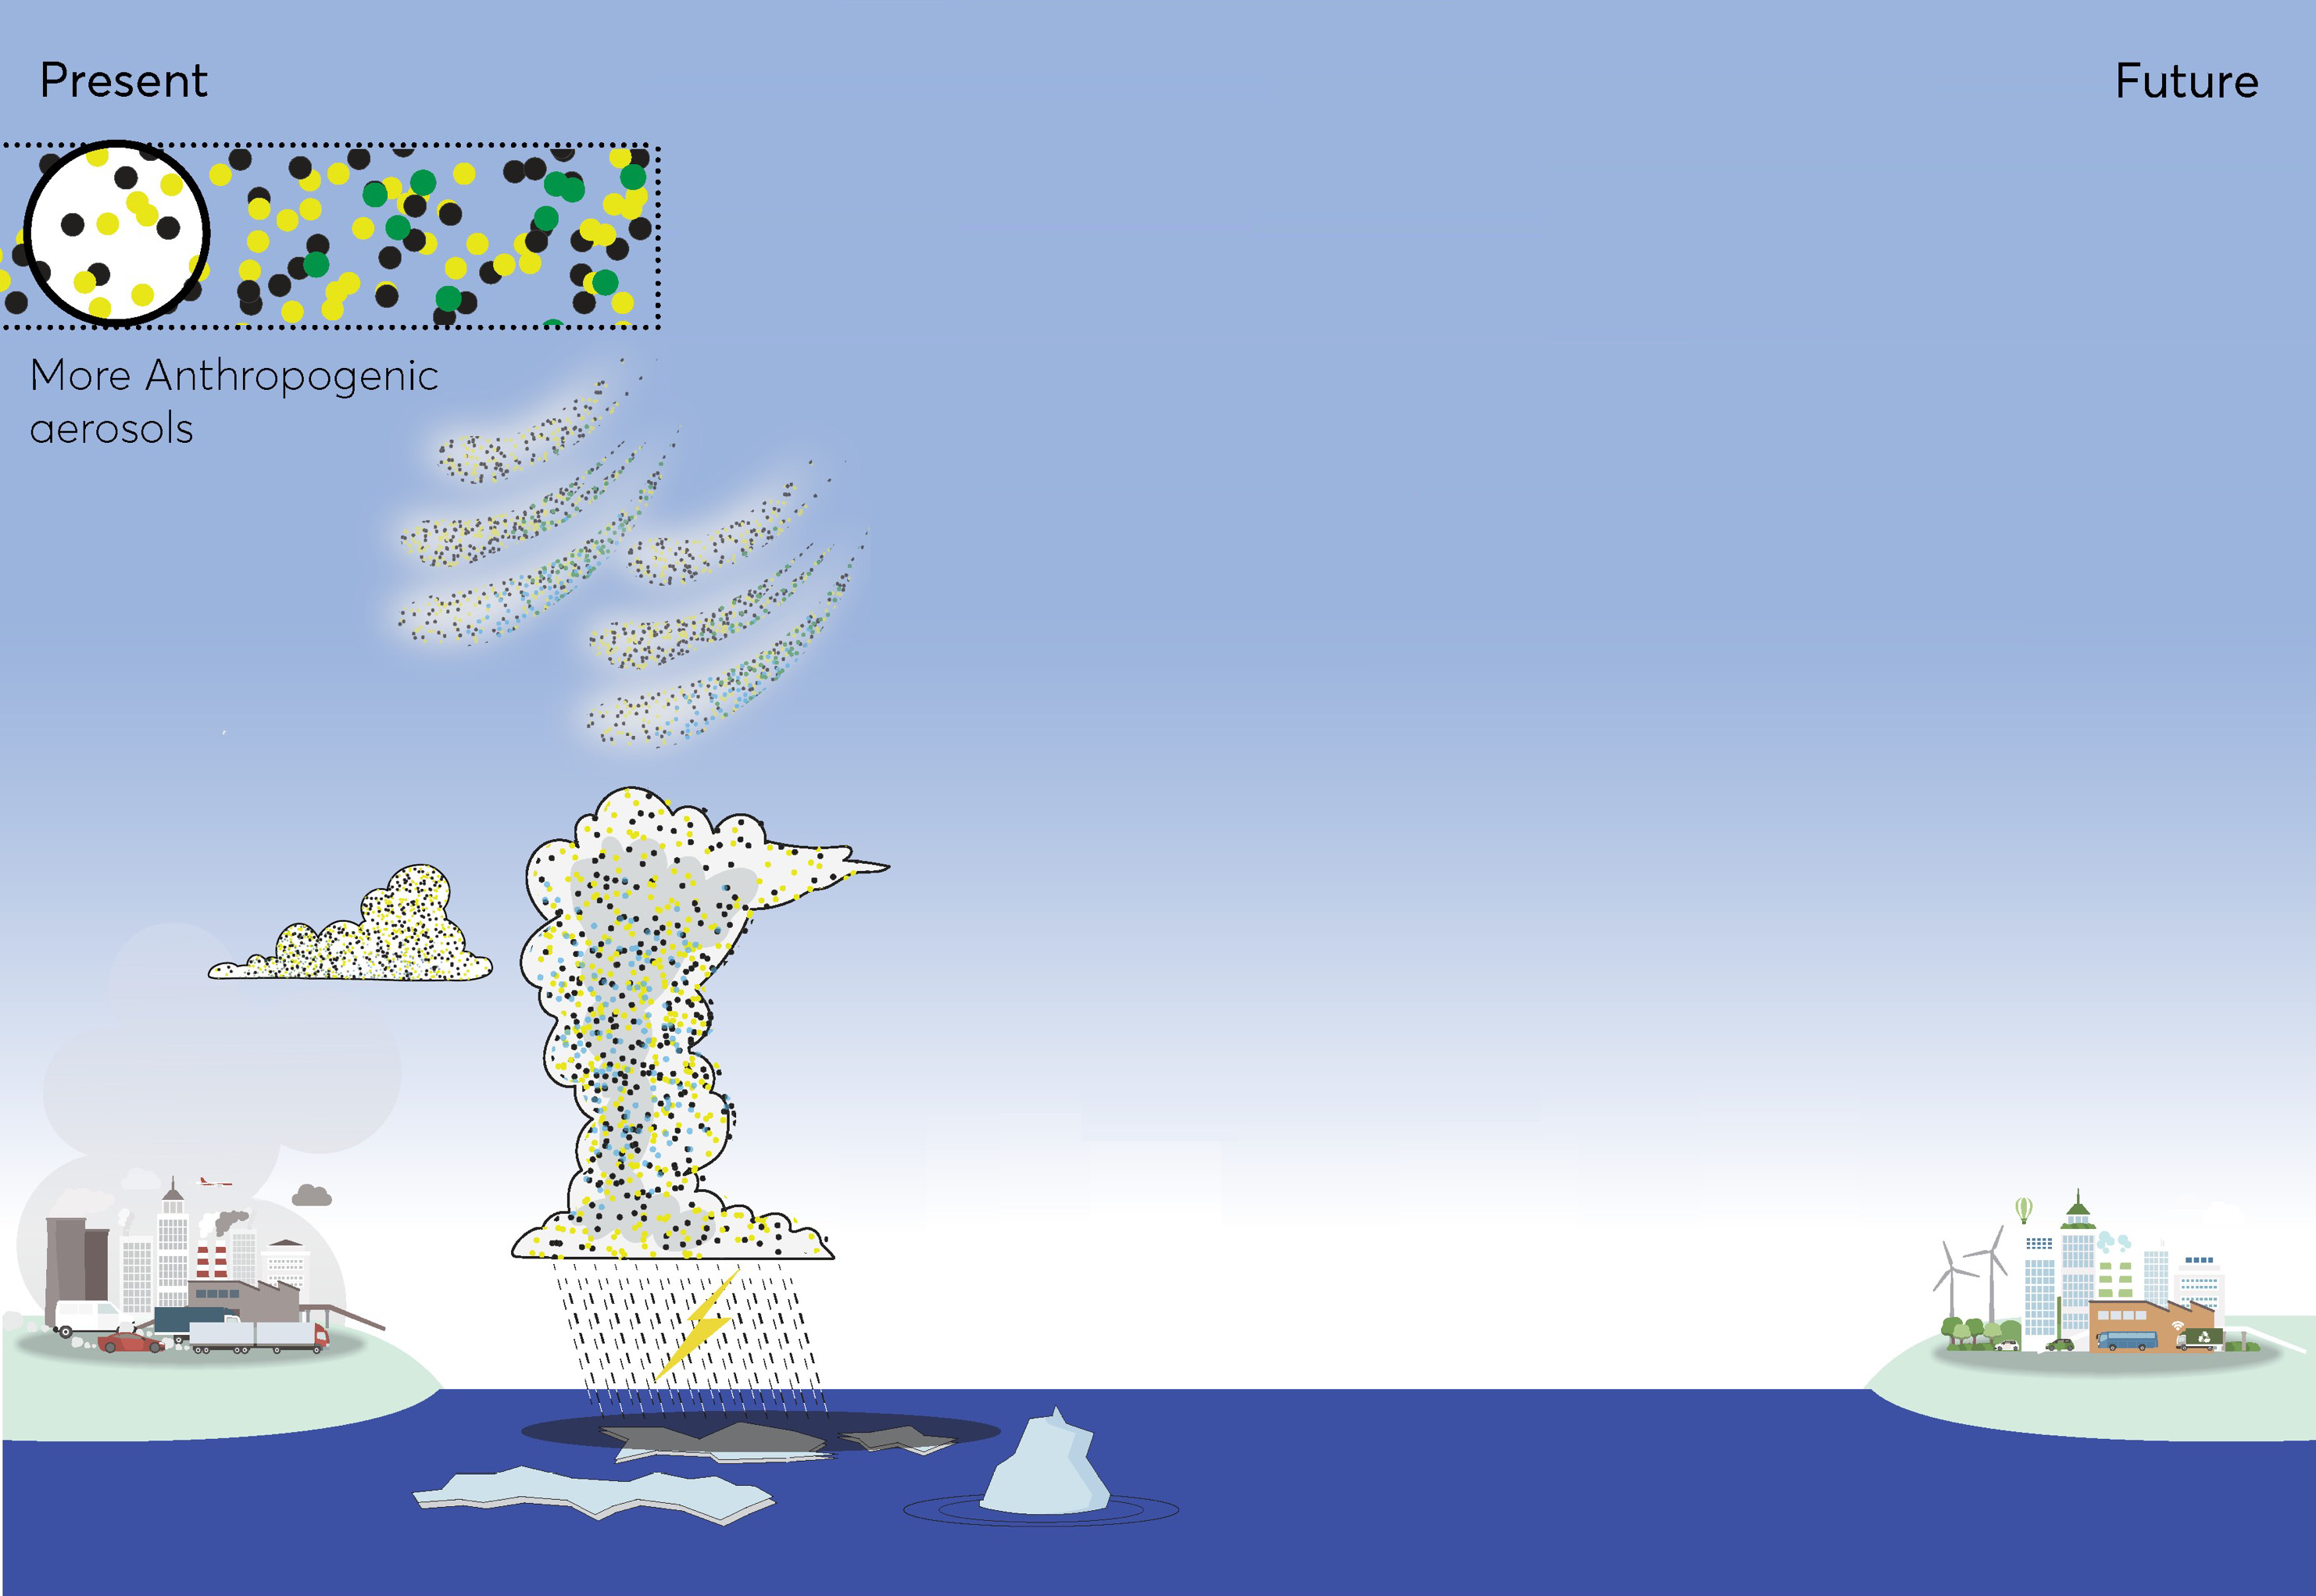 Present
Future
More Anthropogenic
aerosols